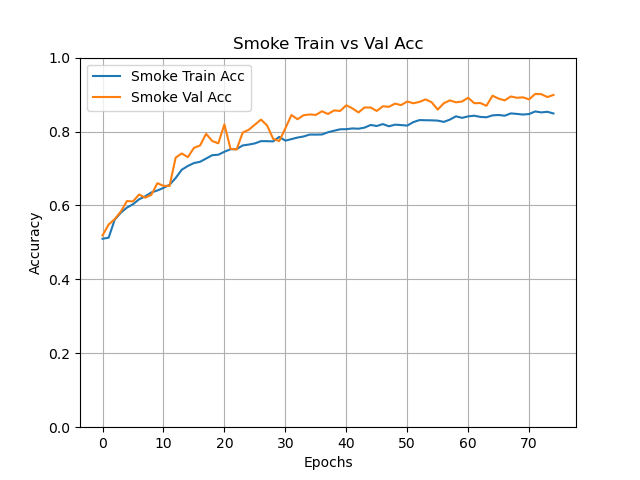 Smoke Train vs Val Acc
Smoke Train Acc
Smoke Val Acc
1.0
0.8
0.6
0.4
0.2
0.0
Accuracy
0 10 20 30 40 50 60 70
Epochs